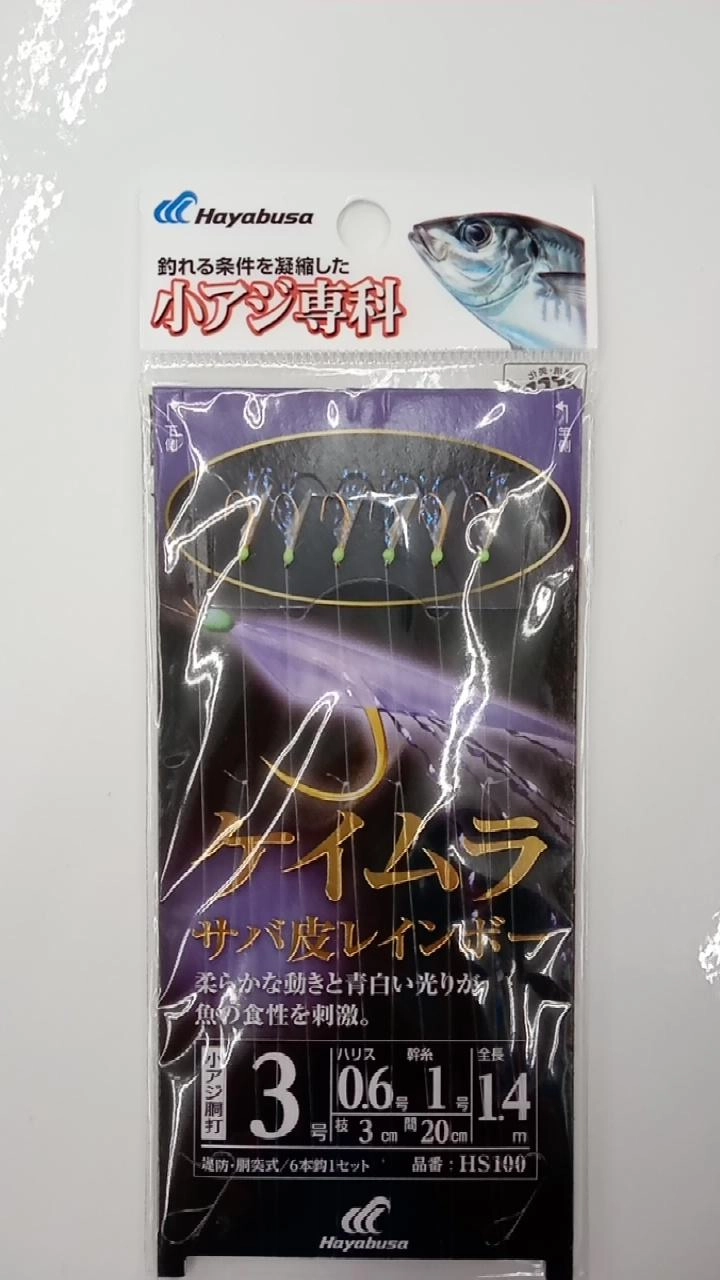 Hayabusa
釣れる条件を凝縮した
小アジ専科
下側
竿側
ケイムラ
サバ皮レインボー
柔らかな動きと青白い光りが
魚の食性を刺激。
小アジ胴打
3号
ハリス 0.6号
幹糸 1号
全長 1.4m
枝 3cm
間 20cm
堤防・胴突式/6本鈎1セット 品番:HS100
Hayabusa